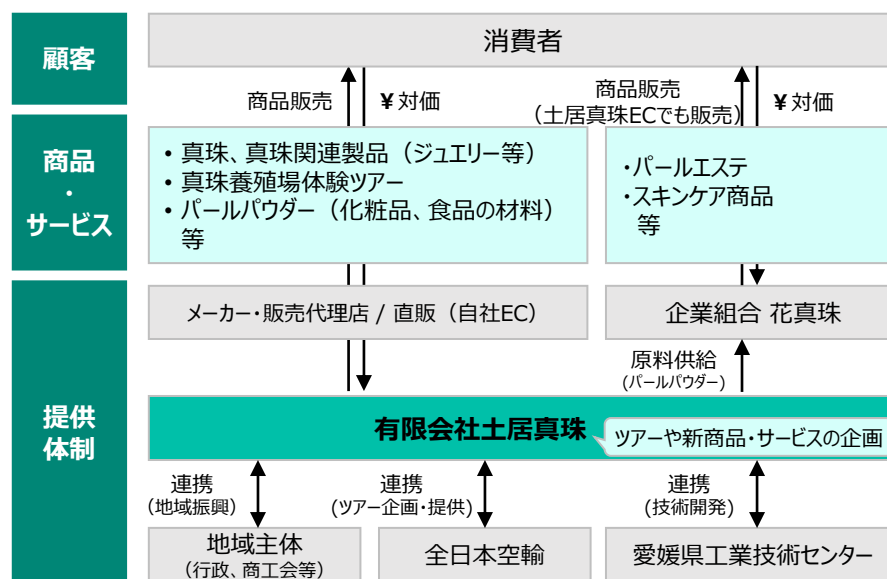 顧客
消費者
商品販売
¥ 対価
商品販売
（土居真珠ECでも販売）
¥ 対価
商品
・
サービス
• 真珠、真珠関連製品（ジュエリー等）
• 真珠養殖場体験ツアー
• パールパウダー（化粧品、食品の材料）
等
・パールエステ
・スキンケア商品
等
提供
体制
メーカー・販売代理店 / 直販（自社EC）
企業組合 花真珠
原料供給
(パールパウダー)
有限会社土居真珠
ツアーや新商品・サービスの企画
連携
(地域振興)
連携
(ツアー企画・提供)
連携
(技術開発)
地域主体
(行政、商工会等)
全日本空輸
愛媛県工業技術センター